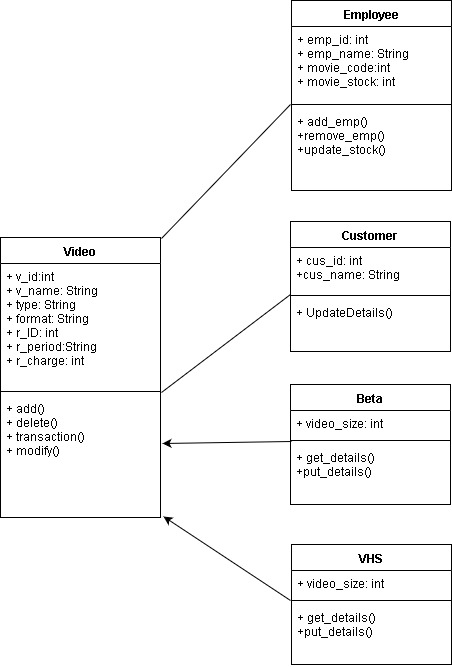 Employee
+ emp_id: int
+ emp_name: String
+ movie_code:int
+ movie_stock: int
+ add_emp()
+remove_emp()
+update_stock()
Video
+ v_id:int
+ v_name: String
+ type: String
+ format: String
+ r_ID: int
+ r_period:String
+ r_charge: int
+ add()
+ delete()
+ transaction()
+ modify()
Customer
+ cus_id: int
+cus_name: String
+ UpdateDetails()
Beta
+ video_size: int
+ get_details()
+put_details()
VHS
+ video_size: int
+ get_details()
+put_details()